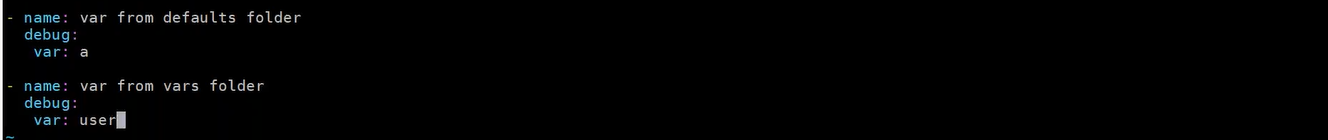 - name: var from defaults folder
  debug:
   var: a

- name: var from vars folder
  debug:
   var: user
~